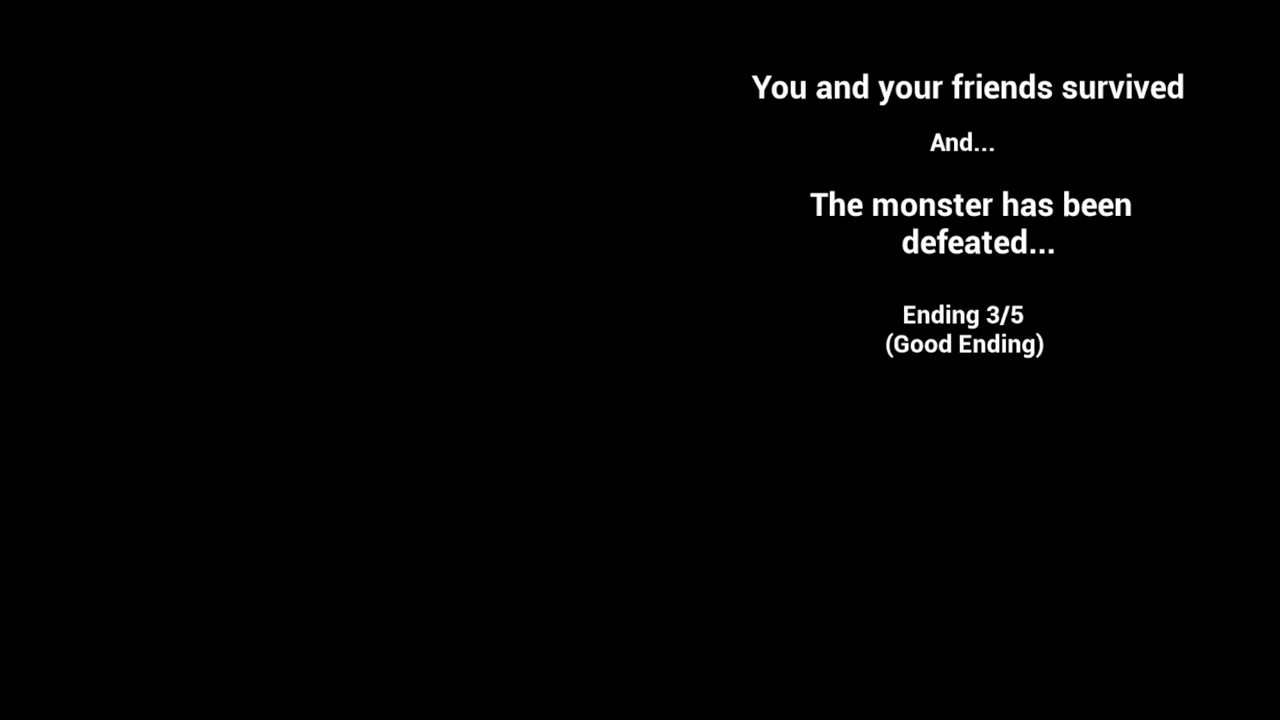 You and your friends survived
And...
The monster has been
defeated...
Ending 3/5
(Good Ending)